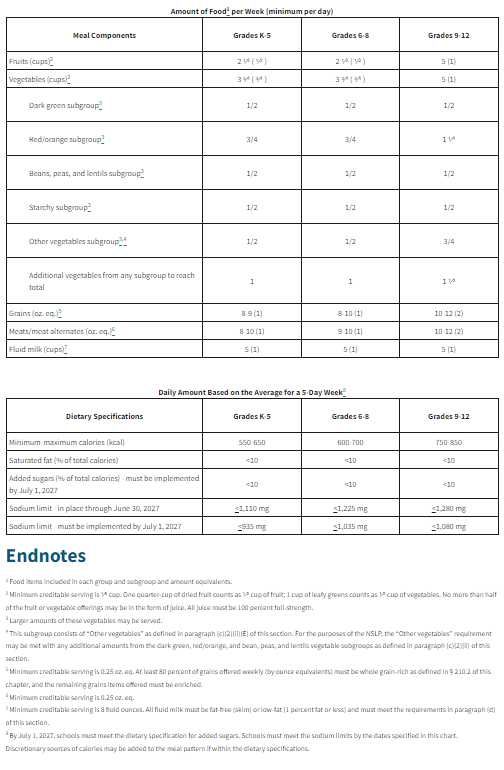 Amount of Food¹ per Week (minimum per day)
Meal Components Grades K-5 Grades 6-8 Grades 9-12
Fruits (cups)² 2 ½ (½) 2 ½ (½) 5 (1)
Vegetables (cups)² 3 ¾ (¾) 3 ¾ (¾) 5 (1)
Dark green subgroup³ 1/2 1/2 1/2
Red/orange subgroup³ 3/4 3/4 1 ¼
Beans, peas, and lentils subgroup³ 1/2 1/2 1/2
Starchy subgroup³ 1/2 1/2 1/2
Other vegetables subgroup³,⁴ 1/2 1/2 3/4
Additional vegetables from any subgroup to reach
total 1 1 1 ½
Grains (oz. eq.)⁵ 8-9 (1) 8-10 (1) 10-12 (2)
Meats/meat alternates (oz. eq.)⁶ 8-10 (1) 9-10 (1) 10-12 (2)
Fluid milk (cups)⁷ 5 (1) 5 (1) 5 (1)
Daily Amount Based on the Average for a 5-Day Week⁸
Dietary Specifications Grades K-5 Grades 6-8 Grades 9-12
Minimum-maximum calories (kcal) 550-650 600-700 750-850
Saturated fat (% of total calories) <10 <10 <10
Added sugars (% of total calories) - must be implemented
by July 1, 2027 <10 <10 <10
Sodium limit - in place through June 30, 2027 ≤1,110 mg ≤1,225 mg ≤1,280 mg
Sodium limit - must be implemented by July 1, 2027 ≤935 mg ≤1,035 mg ≤1,080 mg
Endnotes
¹ Food items included in each group and subgroup and amount equivalents.
² Minimum creditable serving is ⅛ cup. One quarter-cup of dried fruit counts as ½ cup of fruit; 1 cup of leafy greens counts as ½ cup of vegetables. No more than half
of the fruit or vegetable offerings may be in the form of juice. All juice must be 100 percent full-strength.
³ Larger amounts of these vegetables may be served.
⁴ This subgroup consists of “Other vegetables” as defined in paragraph (c)(2)(ii)(E) of this section. For the purposes of the NSLP, the “Other vegetables” requirement
may be met with any additional amounts from the dark green, red/orange, and bean, peas, and lentils vegetable subgroups as defined in paragraph (c)(2)(ii) of this
section.
⁵ Minimum creditable serving is 0.25 oz. eq. At least 80 percent of grains offered weekly (by ounce equivalents) must be whole grain-rich as defined in § 210.2 of this
chapter, and the remaining grains items offered must be enriched.
⁶ Minimum creditable serving is 0.25 oz. eq.
⁷ Minimum creditable serving is 8 fluid ounces. All fluid milk must be fat-free (skim) or low-fat (1 percent fat or less) and must meet the requirements in paragraph (d)
of this section.
⁸ By July 1, 2027, schools must meet the dietary specification for added sugars. Schools must meet the sodium limits by the dates specified in this chart.
Discretionary sources of calories may be added to the meal pattern if within the dietary specifications.